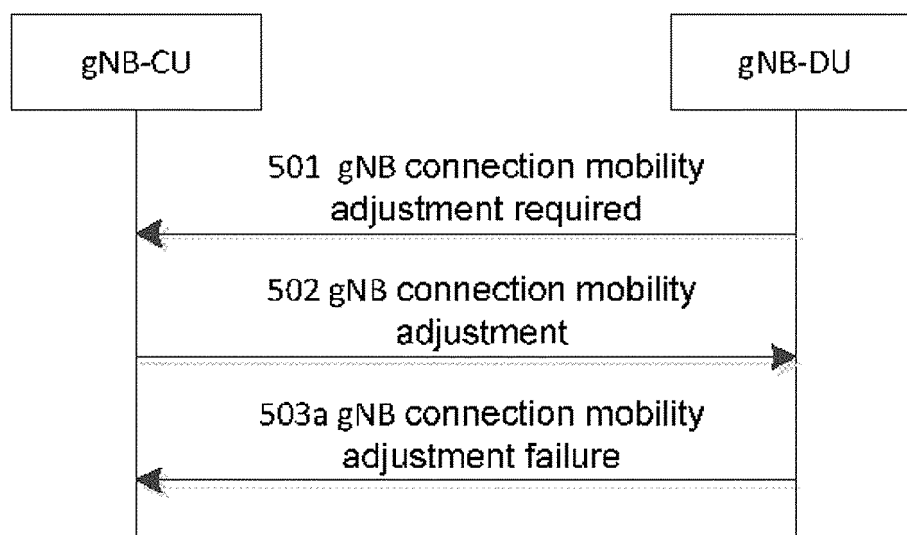 gNB-CU
gNB-DU
501 gNB connection mobility
adjustment required
502 gNB connection mobility
adjustment
503a gNB connection mobility
adjustment failure